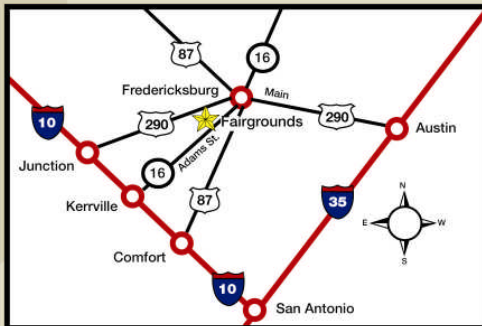 87
16
Fredericksburg
Main
10
290
Fairgrounds
290
Austin
Junction
16
Adams St.
Kerrville
87
35
N
E
W
S
Comfort
10
San Antonio